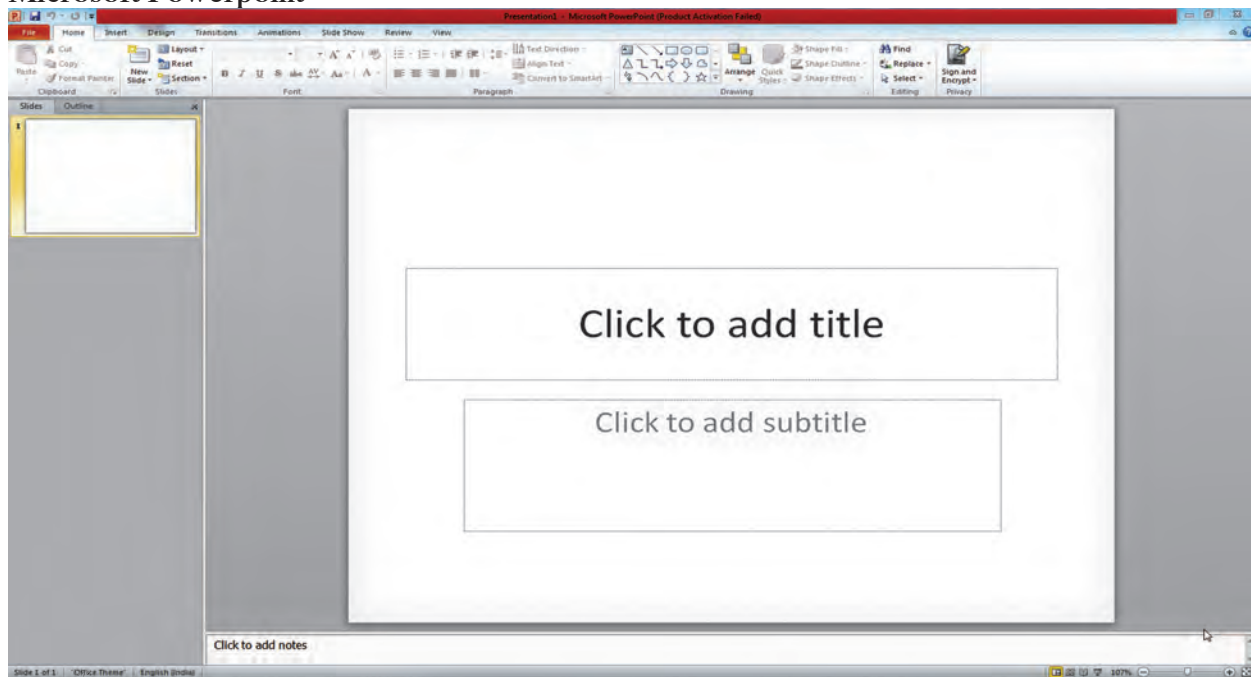 Microsoft Powerpoint
Presentation1 - Microsoft PowerPoint (Product Activation Failed)
File Home Insert Design Transitions Animations Slide Show Review View
Paste
Cut
Copy
Format Painter
Clipboard
New Slide
Layout
Reset
Section
Slides
B I U S abc AV Aa A
Font
Text Direction
Align Text
Convert to SmartArt
Paragraph
Arrange
Quick Styles
Shape Fill
Shape Outline
Shape Effects
Drawing
Find
Replace
Select
Editing
Sign and Encrypt
Privacy
Slides Outline
1
Click to add title
Click to add subtitle
Click to add notes
Slide 1 of 1 "Office Theme" English (India) 107%